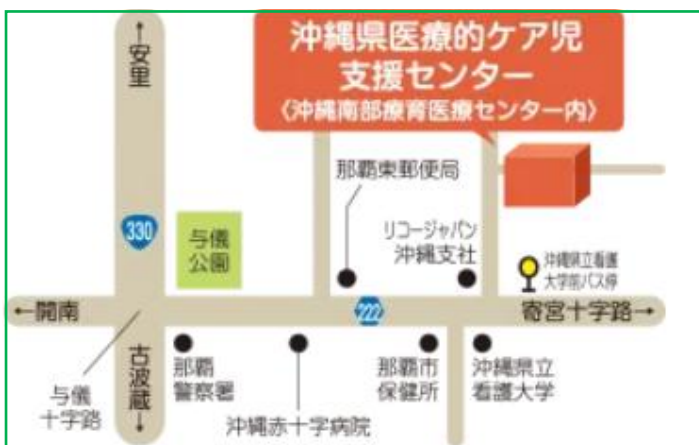 沖縄県医療的ケア児
支援センター
〈沖縄南部療育医療センター内〉
←安里
那覇東郵便局
330
与儀
公園
リコージャパン
沖縄支社
沖縄県立看護
大学前バス停
←開南
222
寄宮十字路→
与儀
十字路
古波蔵→
那覇
警察署
沖縄赤十字病院
那覇市
保健所
沖縄県立
看護大学